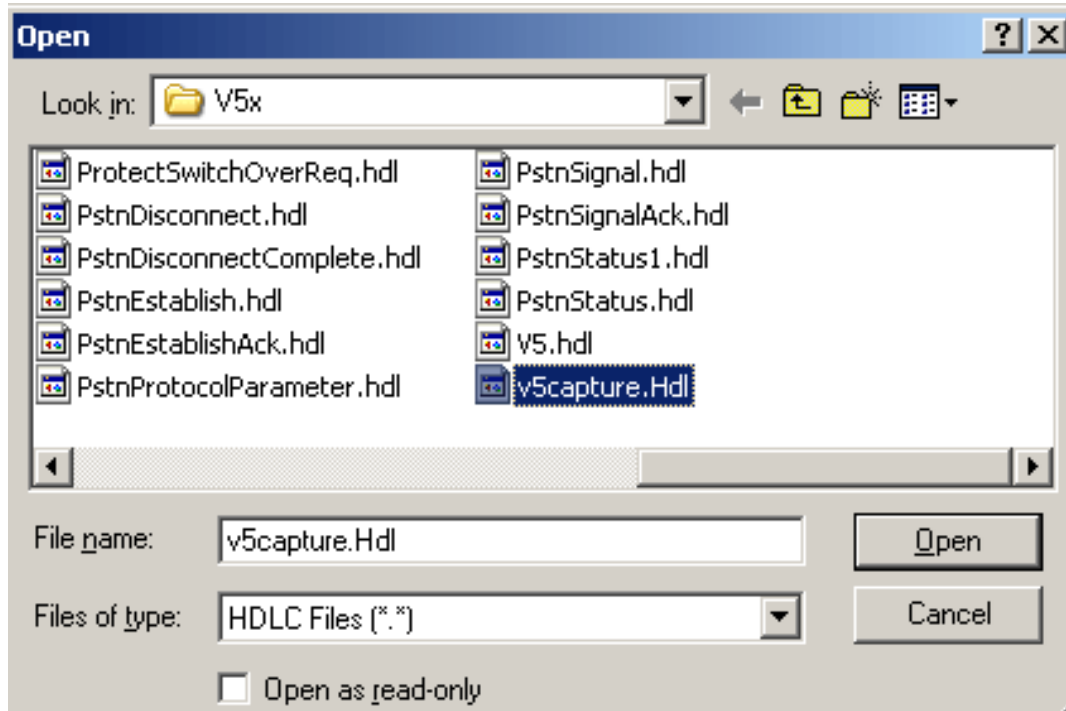 Open
Look in: V5x
ProtectSwitchOverReq.hdl
PstnDisconnect.hdl
PstnDisconnectComplete.hdl
PstnEstablish.hdl
PstnEstablishAck.hdl
PstnProtocolParameter.hdl
PstnSignal.hdl
PstnSignalAck.hdl
PstnStatus1.hdl
PstnStatus.hdl
V5.hdl
v5capture.Hdl
File name: v5capture.Hdl
Open
Files of type: HDLC Files (*.*)
Cancel
Open as read-only